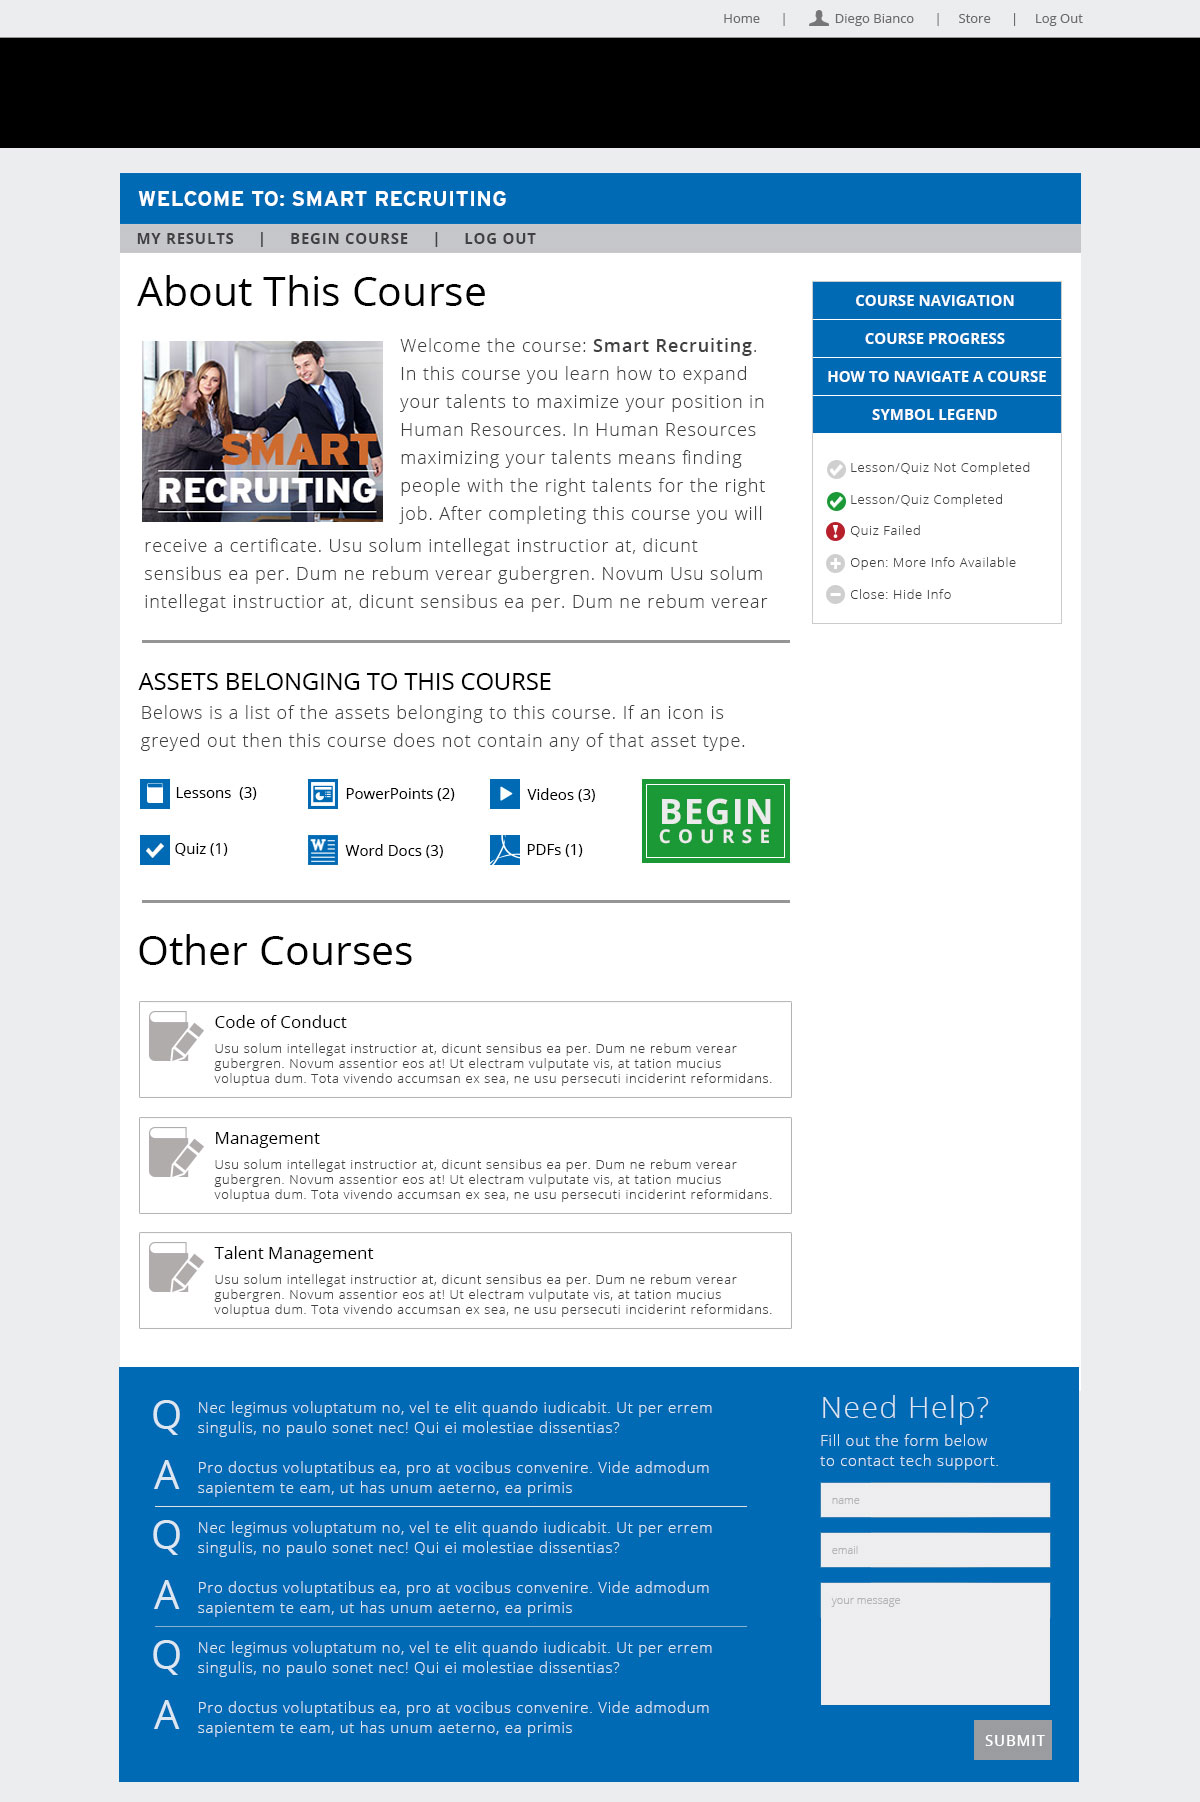 Home | Diego Bianco | Store | Log Out
WELCOME TO: SMART RECRUITING
MY RESULTS | BEGIN COURSE | LOG OUT
About This Course
SMART
RECRUITING
Welcome the course: Smart Recruiting.
In this course you learn how to expand
your talents to maximize your position in
Human Resources. In Human Resources
maximizing your talents means finding
people with the right talents for the right
job. After completing this course you will
receive a certificate. Usu solum intellegat instructior at, dicunt
sensibus ea per. Dum ne rebum verear gubergren. Novum Usu solum
intellegat instructior at, dicunt sensibus ea per. Dum ne rebum verear
COURSE NAVIGATION
COURSE PROGRESS
HOW TO NAVIGATE A COURSE
SYMBOL LEGEND
Lesson/Quiz Not Completed
Lesson/Quiz Completed
Quiz Failed
Open: More Info Available
Close: Hide Info
ASSETS BELONGING TO THIS COURSE
Belows is a list of the assets belonging to this course. If an icon is
greyed out then this course does not contain any of that asset type.
Lessons (3)
PowerPoints (2)
Videos (3)
Quiz (1)
Word Docs (3)
PDFs (1)
BEGIN
COURSE
Other Courses
Code of Conduct
Usu solum intellegat instructior at, dicunt sensibus ea per. Dum ne rebum verear
gubergren. Novum assentior eos at! Ut electram vulputate vis, at tation mucius
voluptua dum. Tota vivendo accumsan ex sea, ne usu persecuti inciderint reformidans.
Management
Usu solum intellegat instructior at, dicunt sensibus ea per. Dum ne rebum verear
gubergren. Novum assentior eos at! Ut electram vulputate vis, at tation mucius
voluptua dum. Tota vivendo accumsan ex sea, ne usu persecuti inciderint reformidans.
Talent Management
Usu solum intellegat instructior at, dicunt sensibus ea per. Dum ne rebum verear
gubergren. Novum assentior eos at! Ut electram vulputate vis, at tation mucius
voluptua dum. Tota vivendo accumsan ex sea, ne usu persecuti inciderint reformidans.
Q Nec legimus voluptatum no, vel te elit quando iudicabit. Ut per errem
singulis, no paulo sonet nec! Qui ei molestiae dissentias?
A Pro doctus voluptatibus ea, pro at vocibus convenire. Vide admodum
sapientem te eam, ut has unum aeterno, ea primis
Q Nec legimus voluptatum no, vel te elit quando iudicabit. Ut per errem
singulis, no paulo sonet nec! Qui ei molestiae dissentias?
A Pro doctus voluptatibus ea, pro at vocibus convenire. Vide admodum
sapientem te eam, ut has unum aeterno, ea primis
Q Nec legimus voluptatum no, vel te elit quando iudicabit. Ut per errem
singulis, no paulo sonet nec! Qui ei molestiae dissentias?
A Pro doctus voluptatibus ea, pro at vocibus convenire. Vide admodum
sapientem te eam, ut has unum aeterno, ea primis
Need Help?
Fill out the form below
to contact tech support.
name
email
your message
SUBMIT